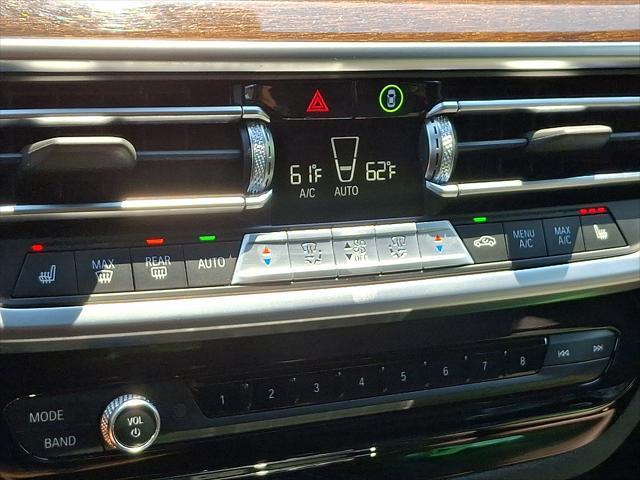 61°F
62°F
A/C
AUTO
MAX
REAR
AUTO
OFF
MENU
A/C
MAX
A/C
1 2 3 4 5 6 7 8
MODE
BAND
VOL